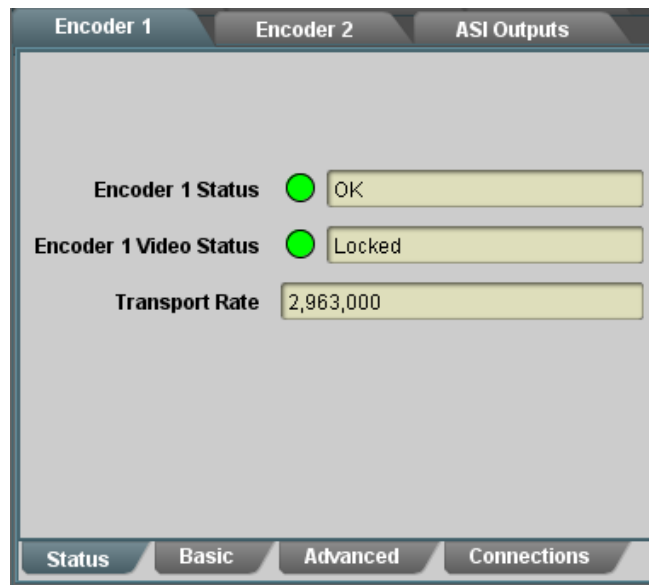 Encoder 1 Encoder 2 ASI Outputs
Encoder 1 Status OK
Encoder 1 Video Status Locked
Transport Rate 2,963,000
Status Basic Advanced Connections